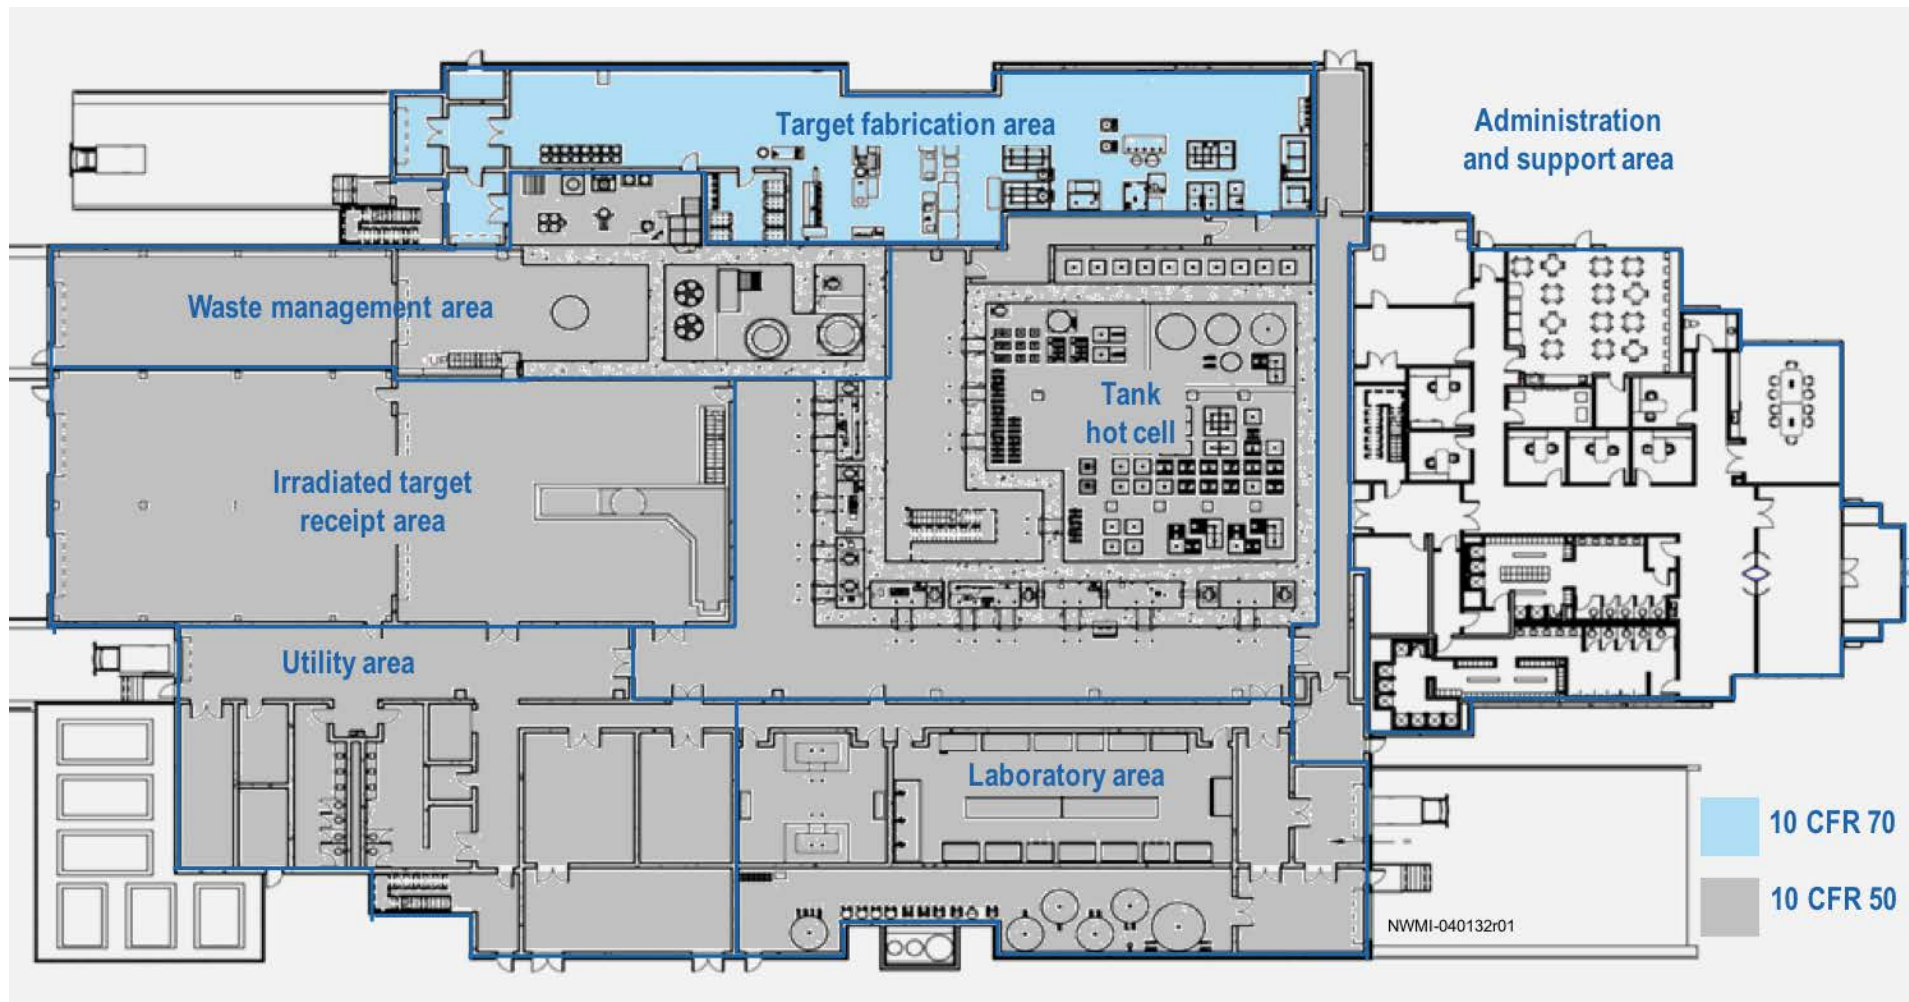 Target fabrication area
Administration
and support area
Waste management area
Tank
hot cell
Irradiated target
receipt area
Utility area
Laboratory area
10 CFR 70
10 CFR 50
NWMI-040132r01